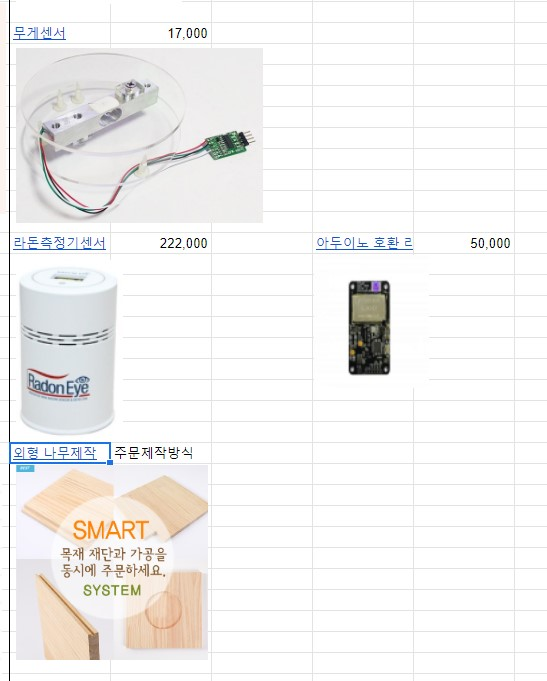 무게센서 17,000
라돈측정기센서 222,000 아두이노 호환 라
RadonEye 50,000
외형 나무제작 주문제작방식
SMART
목재 재단과 가공을
동시에 주문하세요.
SYSTEM